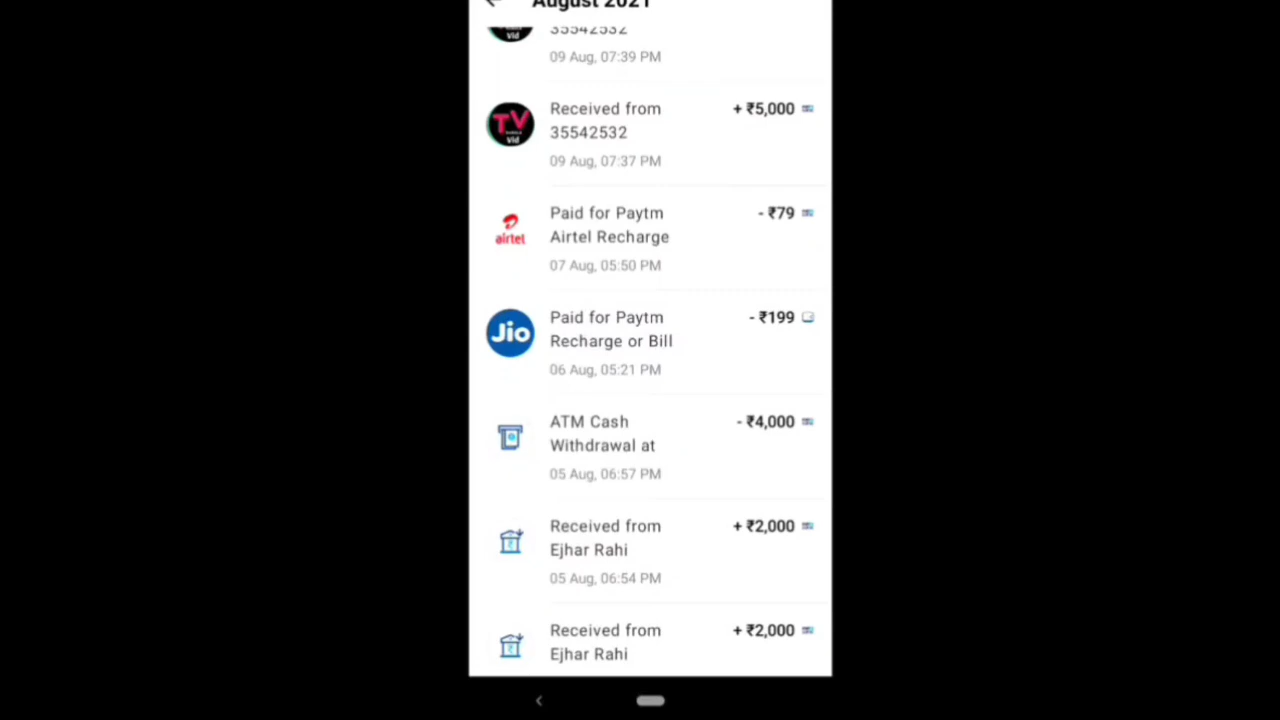 August 2021
Vid
35542532
09 Aug, 07:39 PM
Received from
+ ₹5,000
TV
Vid
35542532
09 Aug, 07:37 PM
Paid for Paytm
- ₹79
airtel
Airtel Recharge
07 Aug, 05:50 PM
Paid for Paytm
- ₹199
Jio
Recharge or Bill
06 Aug, 05:21 PM
ATM Cash
- ₹4,000
Withdrawal at
05 Aug, 06:57 PM
Received from
+ ₹2,000
Ejhar Rahi
05 Aug, 06:54 PM
Received from
+ ₹2,000
Ejhar Rahi